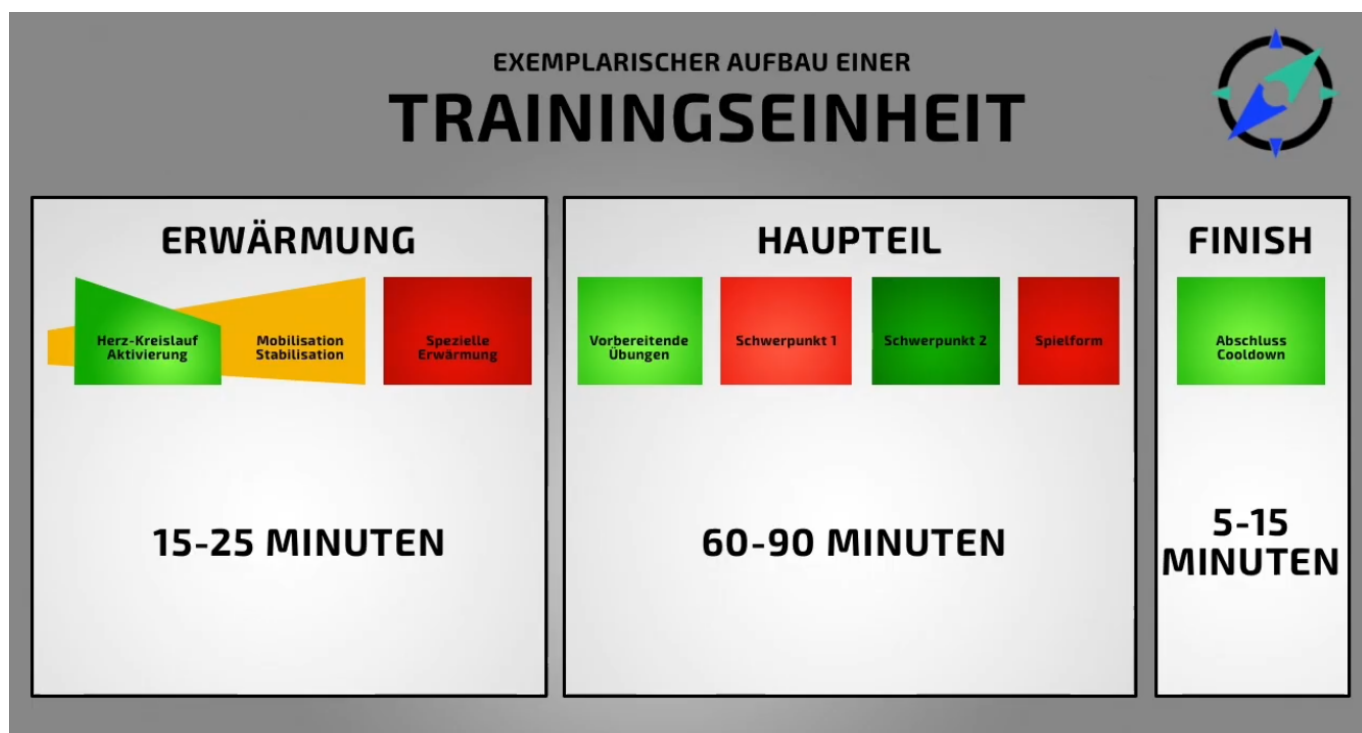 EXEMPLARISCHER AUFBAU EINER
TRAININGSEINHEIT
ERWÄRMUNG
Herz-Kreislauf
Aktivierung
Mobilisation
Stabilisation
Spezielle
Erwärmung
15-25 MINUTEN
HAUPTEIL
Vorbereitende
Übungen
Schwerpunkt 1
Schwerpunkt 2
Spielform
60-90 MINUTEN
FINISH
Abschluss
Cooldown
5-15
MINUTEN